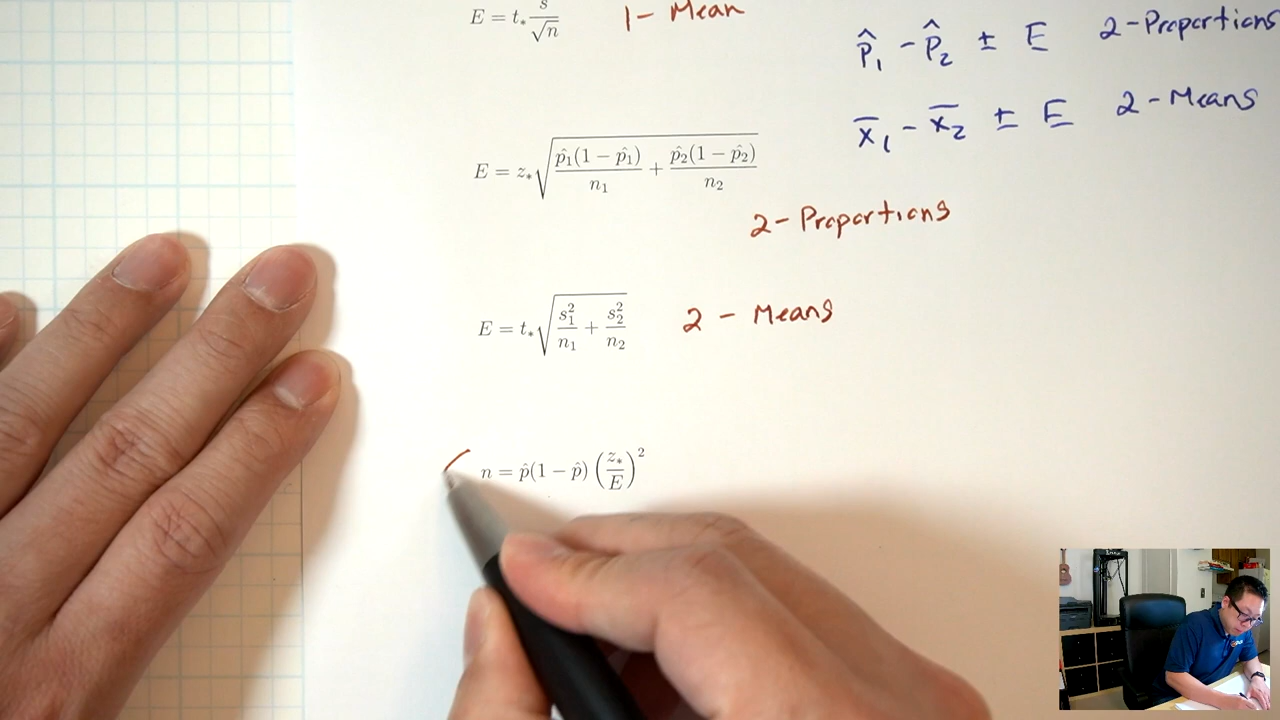 E = t* s/√n 1 - Mean
p̂₁ - p̂₂ ± E 2 - Proportions
x̄₁ - x̄₂ ± E 2 - Means
E = z* √(p̂₁(1 − p̂₁)/n₁ + p̂₂(1 − p̂₂)/n₂)
2 - Proportions
E = t* √(s₁²/n₁ + s₂²/n₂) 2 - Means
n = p̂(1 − p̂) (z*/E)²